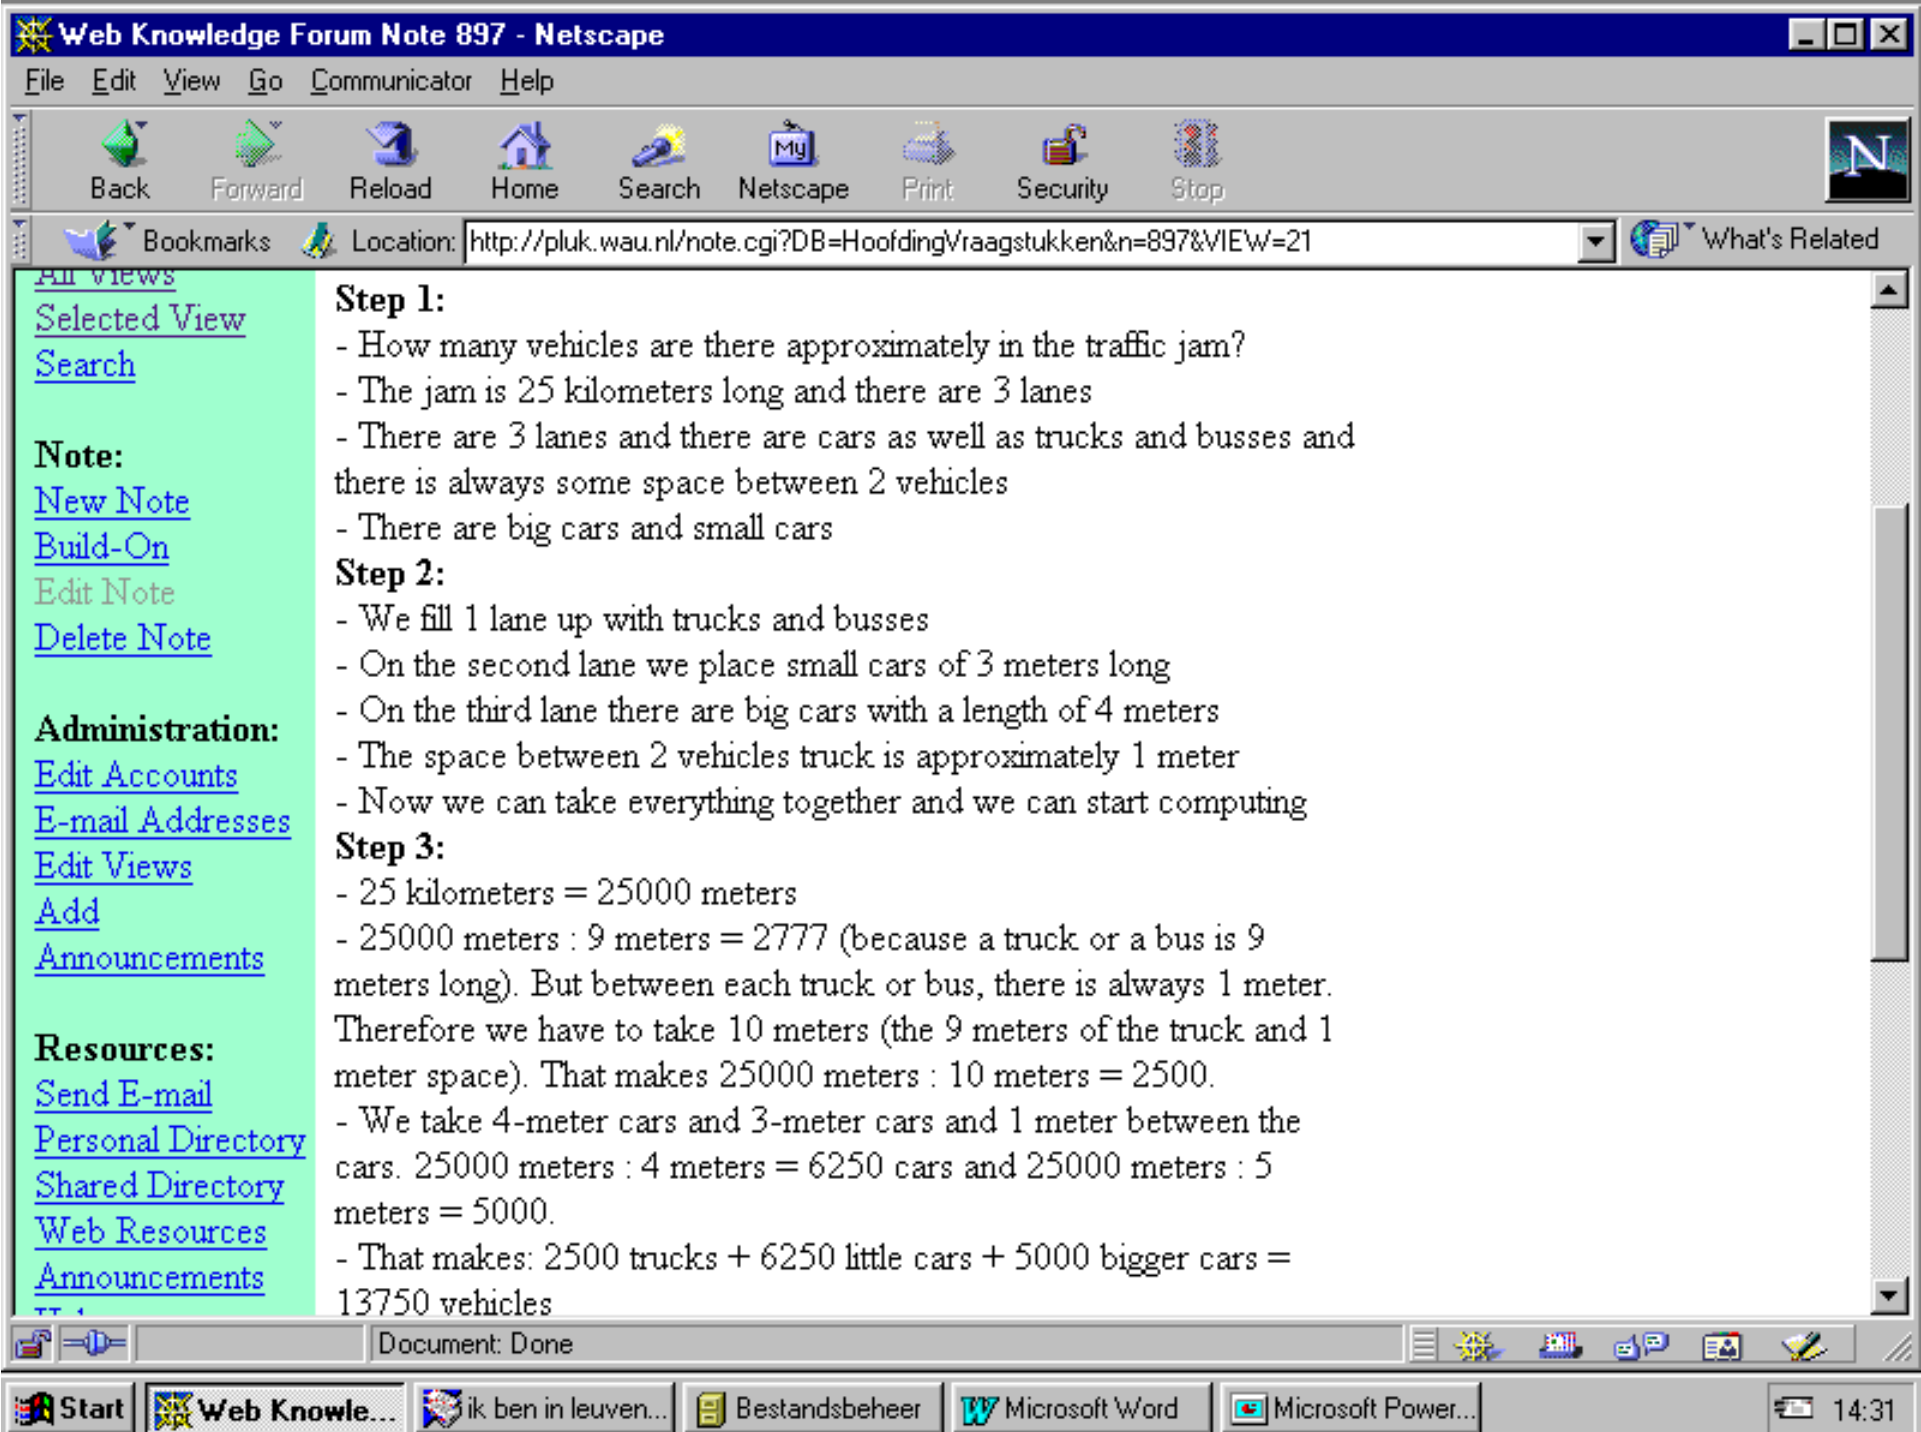 Web Knowledge Forum Note 897 - Netscape
File Edit View Go Communicator Help
My
N
Back Forward Reload Home Search Netscape Print Security Stop
Bookmarks Location: http://pluk.wau.nl/note.cgi?DB=HoofdingVraagstukken&n=897&VIEW=21 What's Related
All Views
Selected View
Search
Note:
New Note
Build-On
Edit Note
Delete Note
Administration:
Edit Accounts
E-mail Addresses
Edit Views
Add
Announcements
Resources:
Send E-mail
Personal Directory
Shared Directory
Web Resources
Announcements
Step 1:
- How many vehicles are there approximately in the traffic jam?
- The jam is 25 kilometers long and there are 3 lanes
- There are 3 lanes and there are cars as well as trucks and busses and
there is always some space between 2 vehicles
- There are big cars and small cars
Step 2:
- We fill 1 lane up with trucks and busses
- On the second lane we place small cars of 3 meters long
- On the third lane there are big cars with a length of 4 meters
- The space between 2 vehicles truck is approximately 1 meter
- Now we can take everything together and we can start computing
Step 3:
- 25 kilometers = 25000 meters
- 25000 meters : 9 meters = 2777 (because a truck or a bus is 9
meters long). But between each truck or bus, there is always 1 meter.
Therefore we have to take 10 meters (the 9 meters of the truck and 1
meter space). That makes 25000 meters : 10 meters = 2500.
- We take 4-meter cars and 3-meter cars and 1 meter between the
cars. 25000 meters : 4 meters = 6250 cars and 25000 meters : 5
meters = 5000.
- That makes: 2500 trucks + 6250 little cars + 5000 bigger cars =
13750 vehicles
Document: Done
Start Web Knowle... ik ben in leuven... Bestandsbeheer Microsoft Word Microsoft Power... 14:31